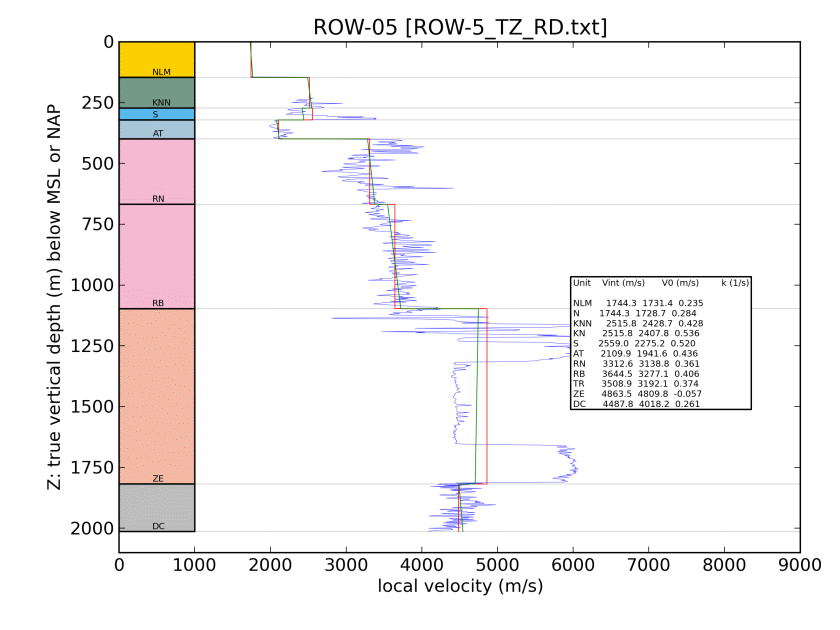 ROW-05 [ROW-5_TZ_RD.txt]
Z: true vertical depth (m) below MSL or NAP
0
250
500
750
1000
1250
1500
1750
2000
NLM
KNN
S
AT
RN
RB
ZE
DC
Unit Vint (m/s) V0 (m/s) k (1/s)
NLM 1744.3 1731.4 0.235
N 1744.3 1728.7 0.284
KNN 2515.8 2428.7 0.428
KN 2515.8 2407.8 0.536
S 2559.0 2275.2 0.520
AT 2109.9 1941.6 0.436
RN 3312.6 3138.8 0.361
RB 3644.5 3277.1 0.406
TR 3508.9 3192.1 0.374
ZE 4863.5 4809.8 -0.057
DC 4487.8 4018.2 0.261
0 1000 2000 3000 4000 5000 6000 7000 8000 9000
local velocity (m/s)